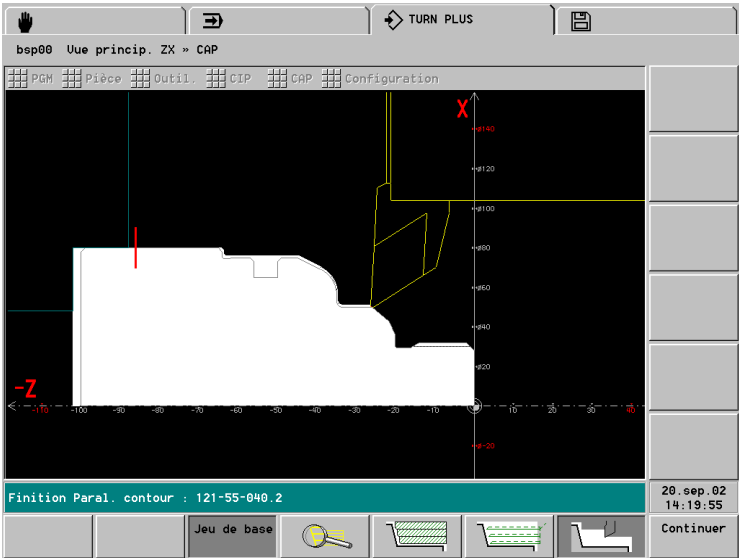 TURN PLUS
bsp00 Vue princip. ZX » CAP
PGM Pièce Outil. CIP CAP Configuration
X
ø140
ø120
ø100
ø80
ø60
ø40
ø20
-Z
-110 -100 -90 -80 -70 -60 -50 -40 -30 -20 -10 10 20 30 40
ø-20
Finition Paral. contour : 121-55-040.2
20.sep.02
14:19:55
Jeu de base
Continuer